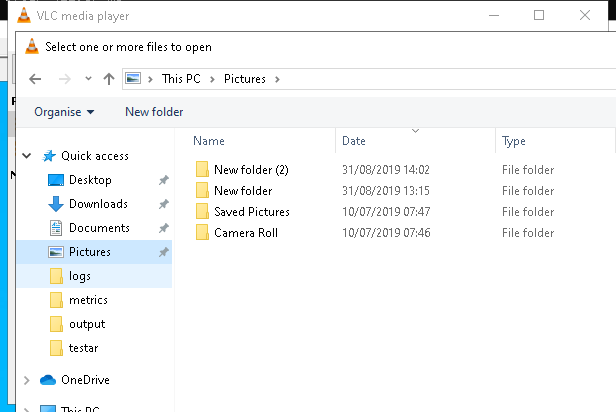 VLC media player
Select one or more files to open
This PC > Pictures >
Organise New folder
Name Date Type
Quick access
Desktop
Downloads
Documents
Pictures
logs
metrics
output
testar
OneDrive
This PC
New folder (2) 31/08/2019 14:02 File folder
New folder 31/08/2019 13:15 File folder
Saved Pictures 10/07/2019 07:47 File folder
Camera Roll 10/07/2019 07:46 File folder